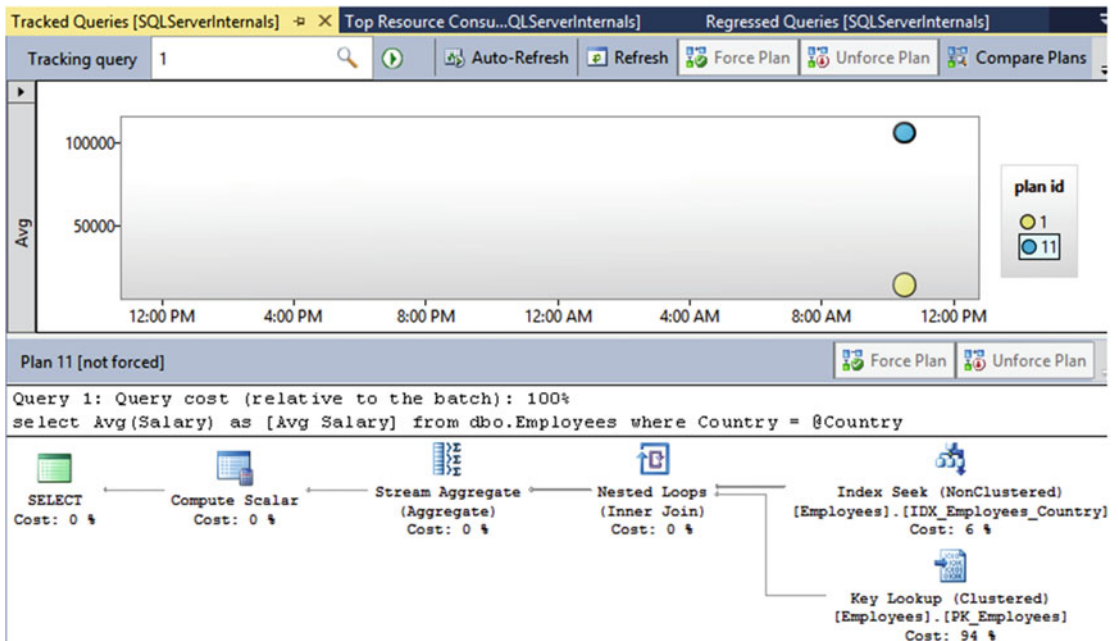 Tracked Queries [SQLServerInternals] Top Resource Consu...QLServerInternals] Regressed Queries [SQLServerInternals]
Tracking query 1 Auto-Refresh Refresh Force Plan Unforce Plan Compare Plans
100000
50000
Avg
plan id
1
11
12:00 PM 4:00 PM 8:00 PM 12:00 AM 4:00 AM 8:00 AM 12:00 PM
Plan 11 [not forced] Force Plan Unforce Plan
Query 1: Query cost (relative to the batch): 100%
select Avg(Salary) as [Avg Salary] from dbo.Employees where Country = @Country
SELECT
Cost: 0 %
Compute Scalar
Cost: 0 %
Stream Aggregate
(Aggregate)
Cost: 0 %
Nested Loops
(Inner Join)
Cost: 0 %
Index Seek (NonClustered)
[Employees].[IDX_Employees_Country]
Cost: 6 %
Key Lookup (Clustered)
[Employees].[PK_Employees]
Cost: 94 %